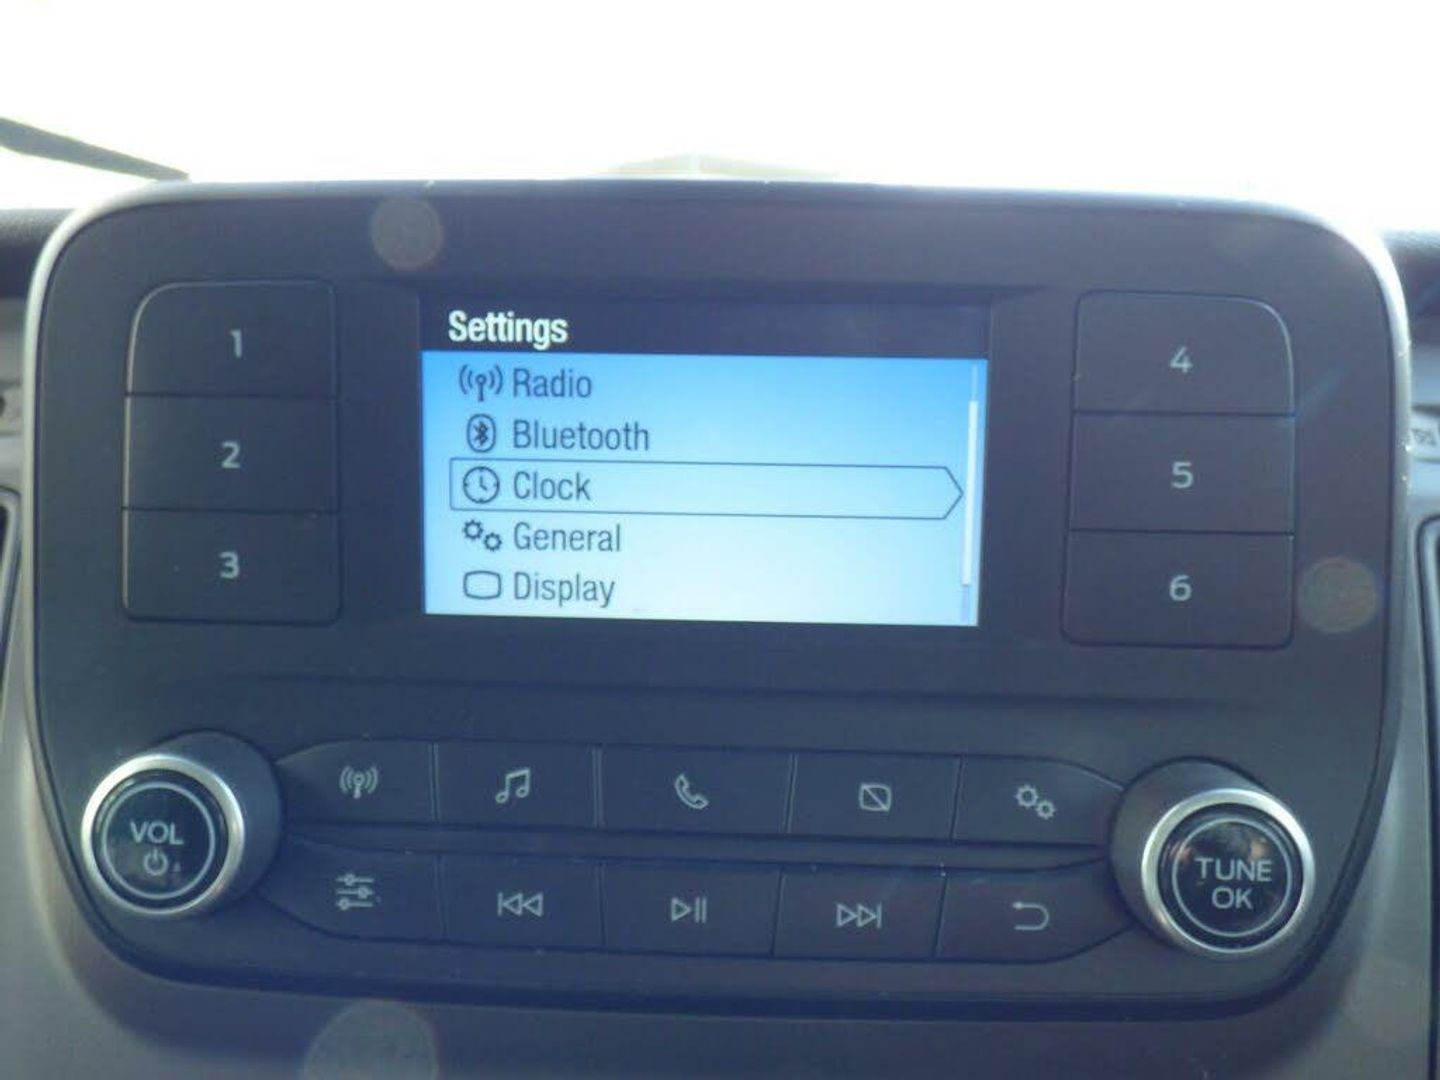 Settings
Radio
Bluetooth
Clock
General
Display
1
2
3
4
5
6
VOL
TUNE
OK